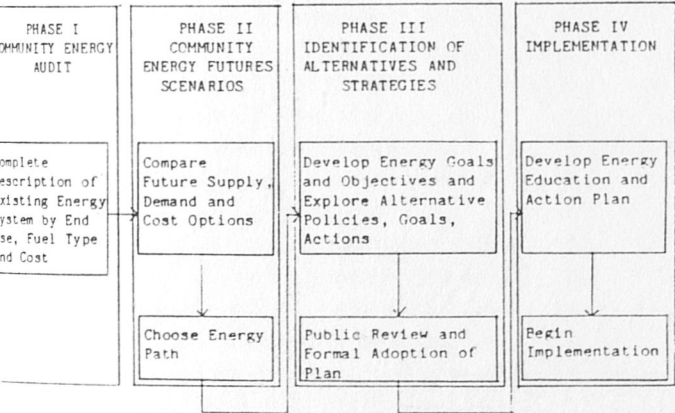 PHASE I
OMMUNITY ENERGY
AUDIT
omplete
escription of
xisting Energy
ystem by End
se, Fuel Type
nd Cost
PHASE II
COMMUNITY
ENERGY FUTURES
SCENARIOS
Compare
Future Supply,
Demand and
Cost Options
Choose Energy
Path
PHASE III
IDENTIFICATION OF
ALTERNATIVES AND
STRATEGIES
Develop Energy Goals
and Objectives and
Explore Alternative
Policies, Goals,
Actions
Public Review and
Formal Adoption of
Plan
PHASE IV
IMPLEMENTATION
Develop Energy
Education and
Action Plan
Begin
Implementation